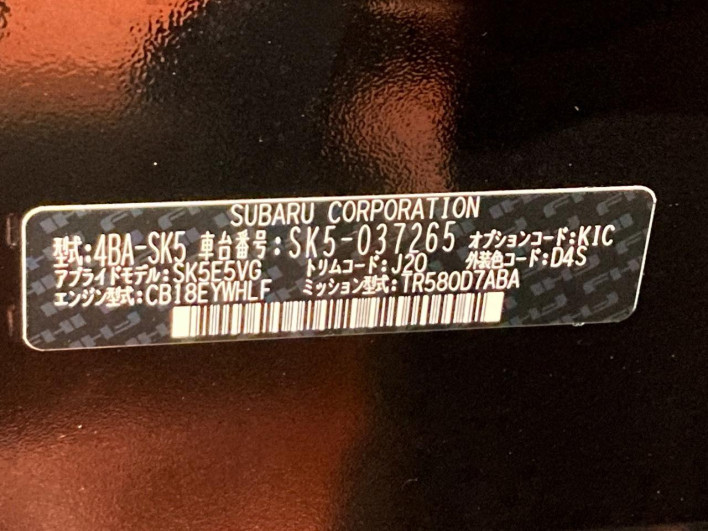 SUBARU CORPORATION
型式:4BA-SK5 車台番号:SK5-037265 オプションコード:KIC
アプライドモデル:SK5E5VG トリムコード:J20 外装色コード:D4S
エンジン型式:CB18EYWHLF ミッション型式:TR580D7ABA